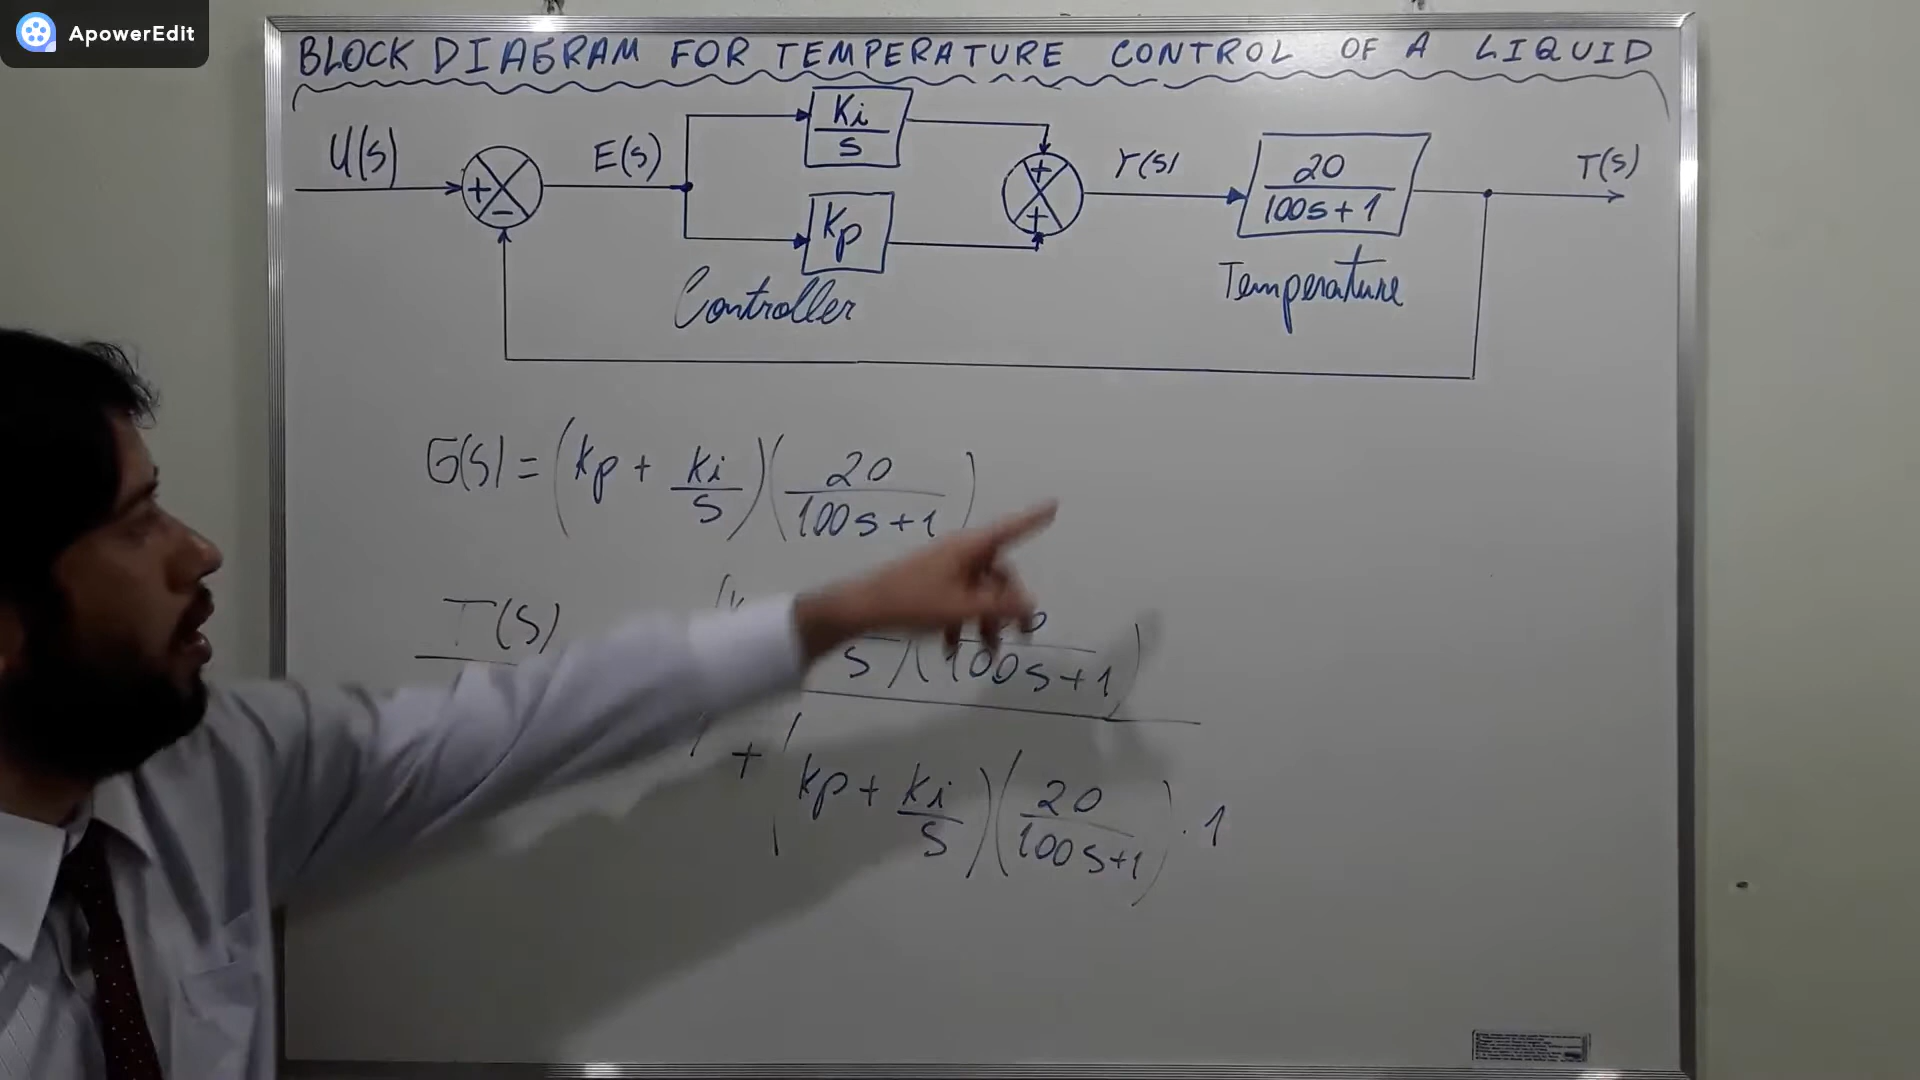 ApowerEdit
BLOCK DIAGRAM FOR TEMPERATURE CONTROL OF A LIQUID
U(s) + - E(s) Ki/s + + Y(s) 20/100s+1 T(s)
Kp
Controller Temperature
G(s) = (Kp + Ki/s)(20/100s+1)
T(s)
s)(100s+1)
1 + (Kp + Ki/s)(20/100s+1) . 1